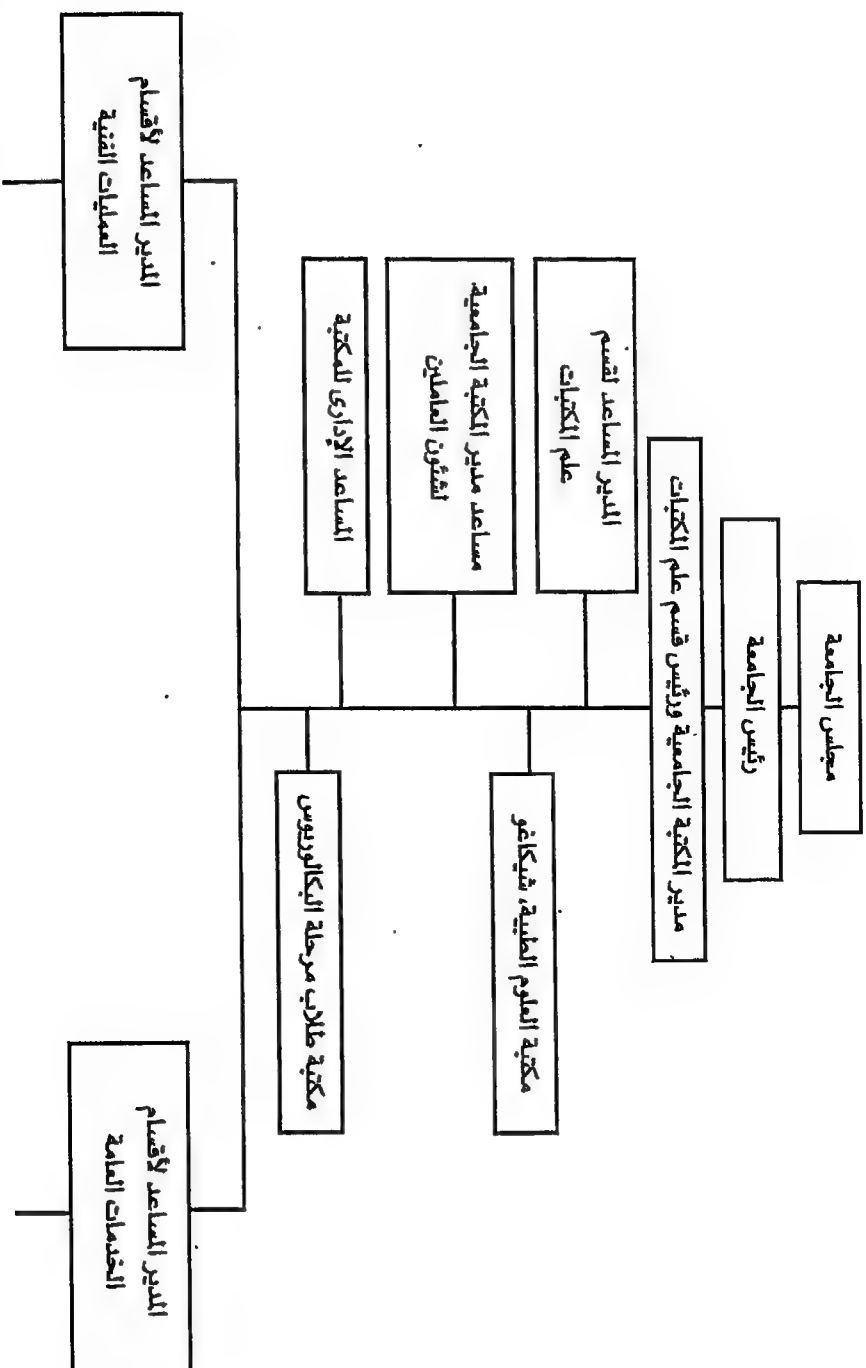 مجلس الجامعة
رئيس الجامعة
مدير المكتبة الجامعية ورئيس قسم علم المكتبات
المدير المساعد لقسم
علم المكتبات
مساعد مدير المكتبة الجامعية
لشئون العاملين
المساعد الإدارى للمكتبة
مكتبة العلوم الطبية، شيكاغو
مكتبة طلاب مرحلة البكالوريوس
المدير المساعد لأقسام
العمليات الفنية
المدير المساعد لأقسام
الخدمات العامة